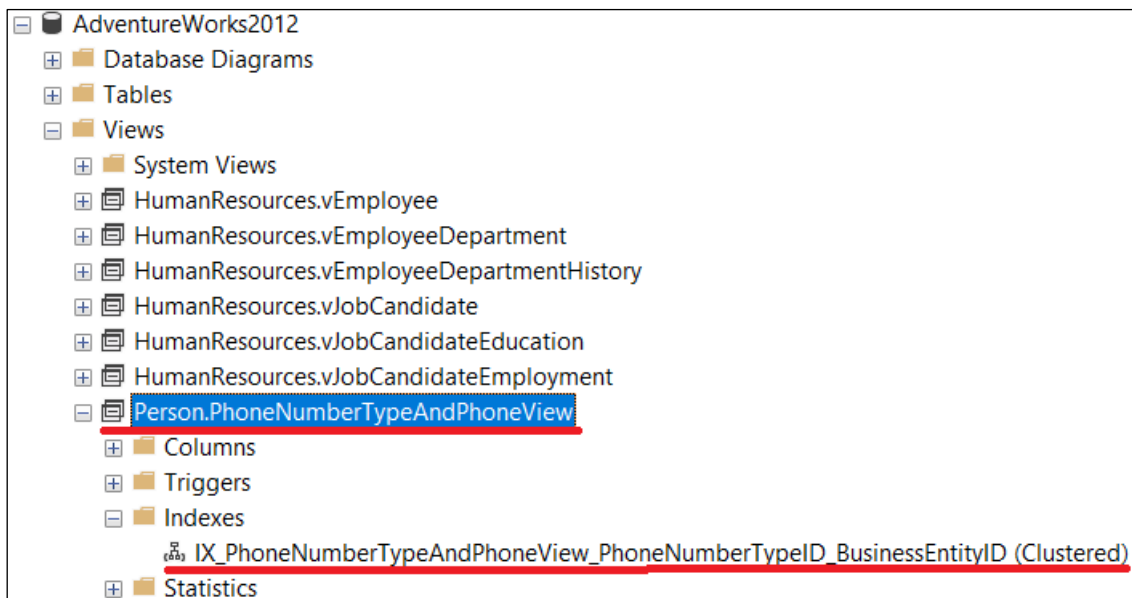 AdventureWorks2012
Database Diagrams
Tables
Views
System Views
HumanResources.vEmployee
HumanResources.vEmployeeDepartment
HumanResources.vEmployeeDepartmentHistory
HumanResources.vJobCandidate
HumanResources.vJobCandidateEducation
HumanResources.vJobCandidateEmployment
Person.PhoneNumberTypeAndPhoneView
Columns
Triggers
Indexes
IX_PhoneNumberTypeAndPhoneView_PhoneNumberTypeID_BusinessEntityID (Clustered)
Statistics